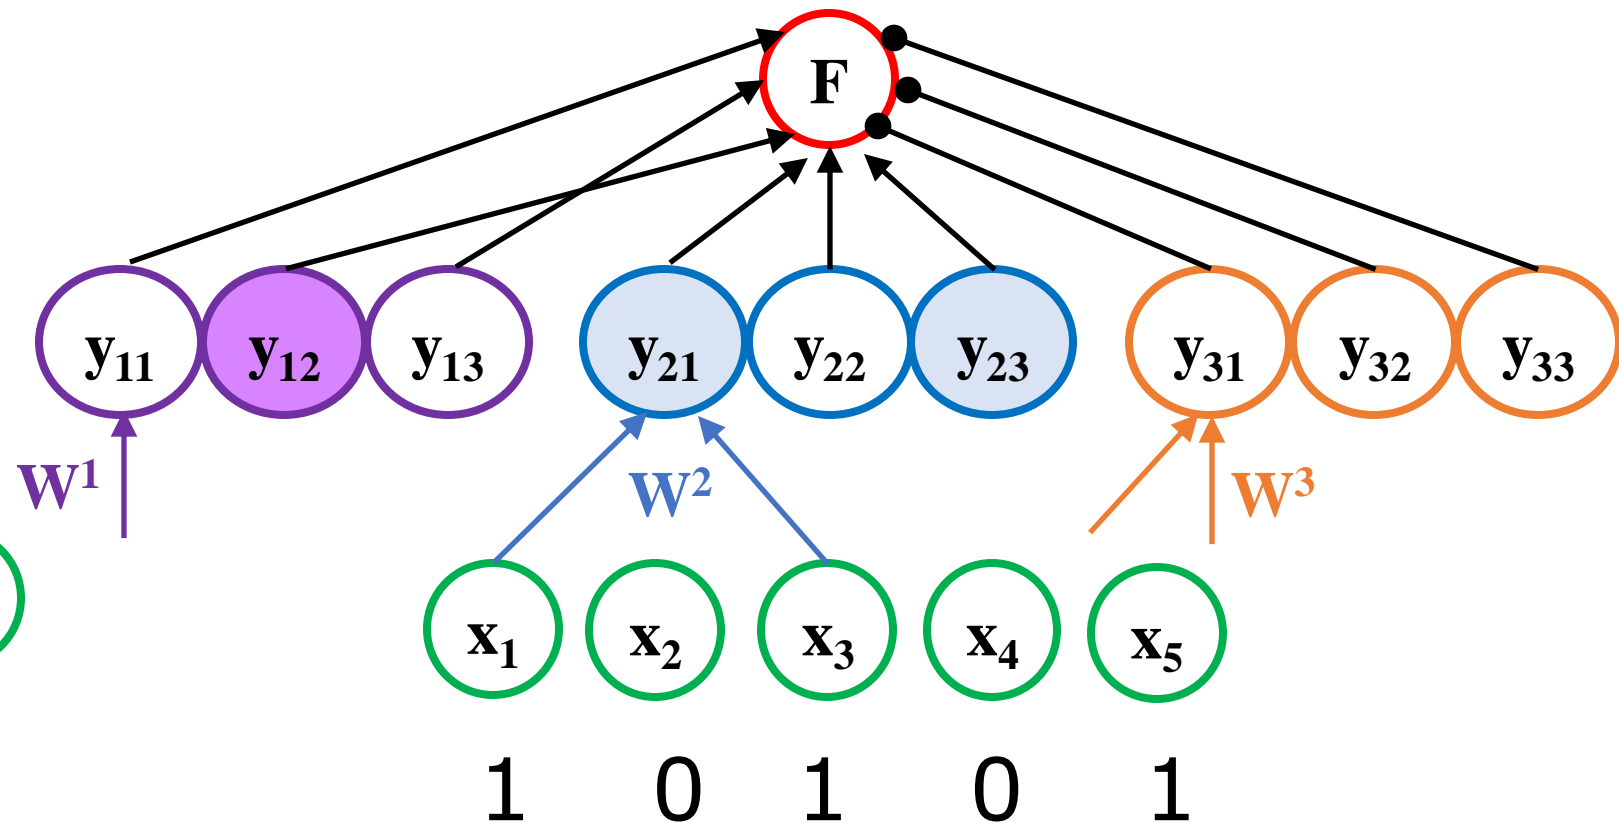 F
y₁₁ y₁₂ y₁₃ y₂₁ y₂₂ y₂₃ y₃₁ y₃₂ y₃₃
W¹ W² W³
x₁ x₂ x₃ x₄ x₅
1 0 1 0 1